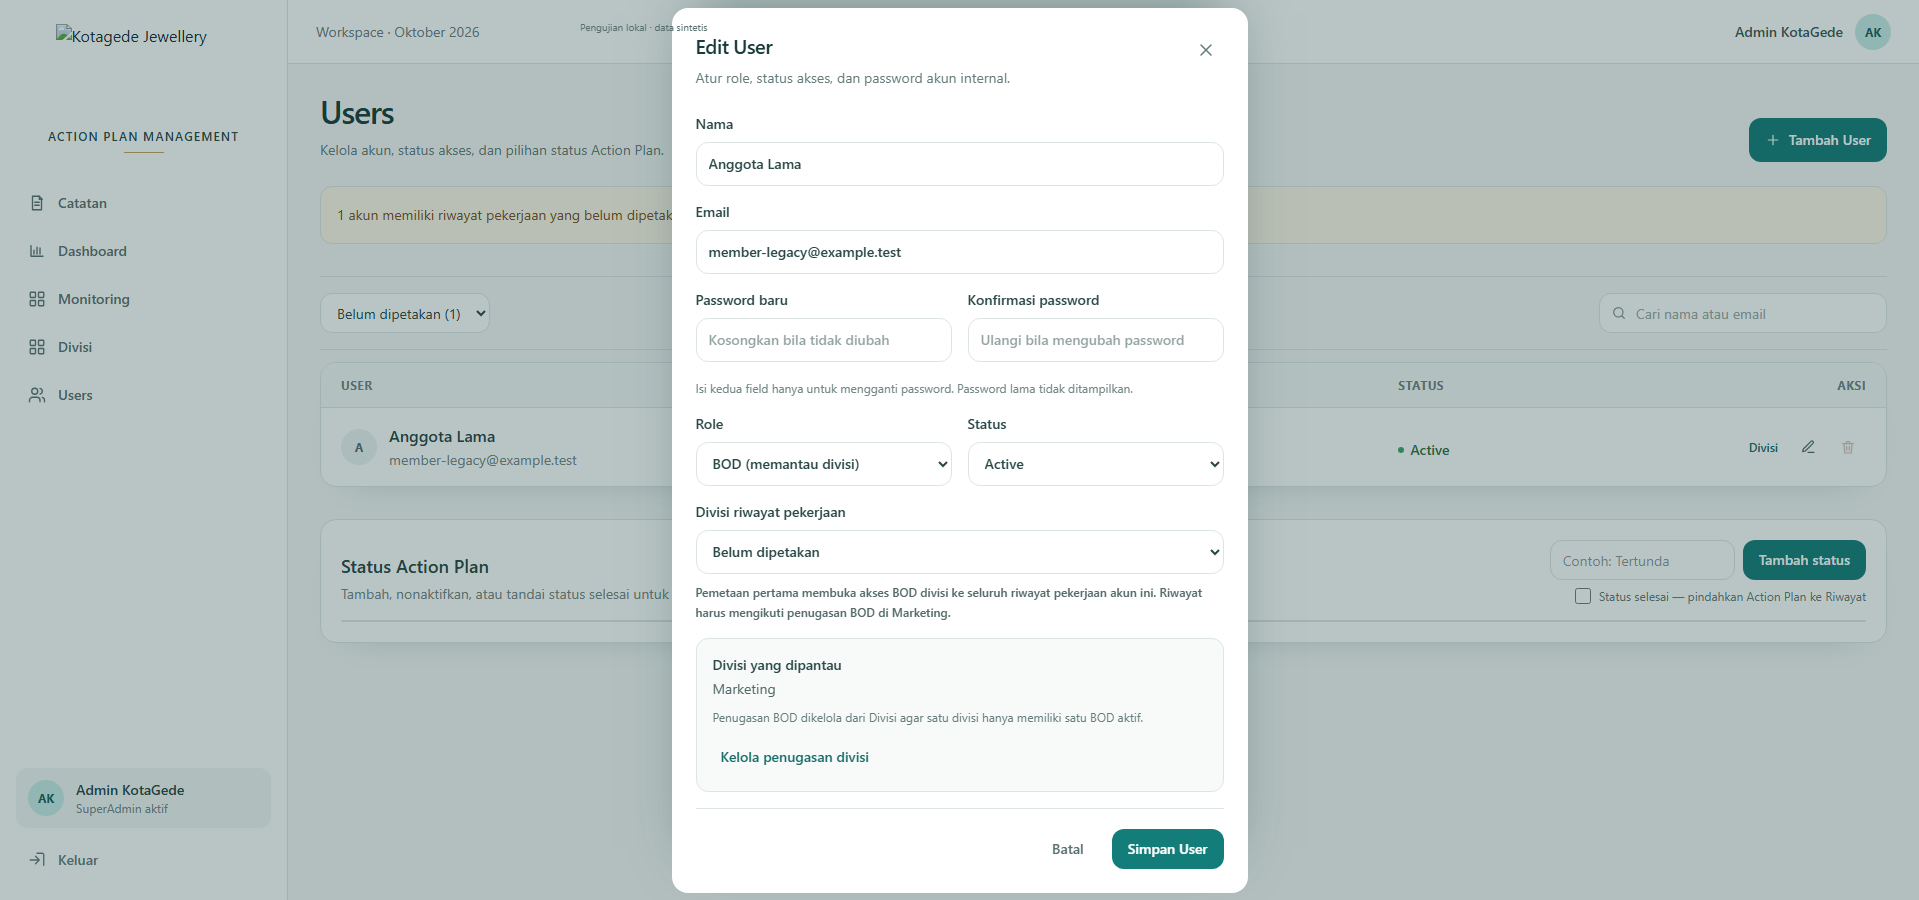 Kotagede Jewellery
ACTION PLAN MANAGEMENT
Catatan
Dashboard
Monitoring
Divisi
Users
AK
Admin KotaGede
SuperAdmin aktif
Keluar
Workspace · Oktober 2026
Pengujian lokal · data sintetis
Admin KotaGede
AK
Users
Kelola akun, status akses, dan pilihan status Action Plan.
Tambah User
1 akun memiliki riwayat pekerjaan yang belum dipetak
Belum dipetakan (1)
Cari nama atau email
USER
STATUS
AKSI
A
Anggota Lama
member-legacy@example.test
Active
Divisi
Status Action Plan
Tambah, nonaktifkan, atau tandai status selesai untuk
Contoh: Tertunda
Tambah status
Status selesai — pindahkan Action Plan ke Riwayat
Edit User
Atur role, status akses, dan password akun internal.
Nama
Anggota Lama
Email
member-legacy@example.test
Password baru
Konfirmasi password
Kosongkan bila tidak diubah
Ulangi bila mengubah password
Isi kedua field hanya untuk mengganti password. Password lama tidak ditampilkan.
Role
Status
BOD (memantau divisi)
Active
Divisi riwayat pekerjaan
Belum dipetakan
Pemetaan pertama membuka akses BOD divisi ke seluruh riwayat pekerjaan akun ini. Riwayat
harus mengikuti penugasan BOD di Marketing.
Divisi yang dipantau
Marketing
Penugasan BOD dikelola dari Divisi agar satu divisi hanya memiliki satu BOD aktif.
Kelola penugasan divisi
Batal
Simpan User